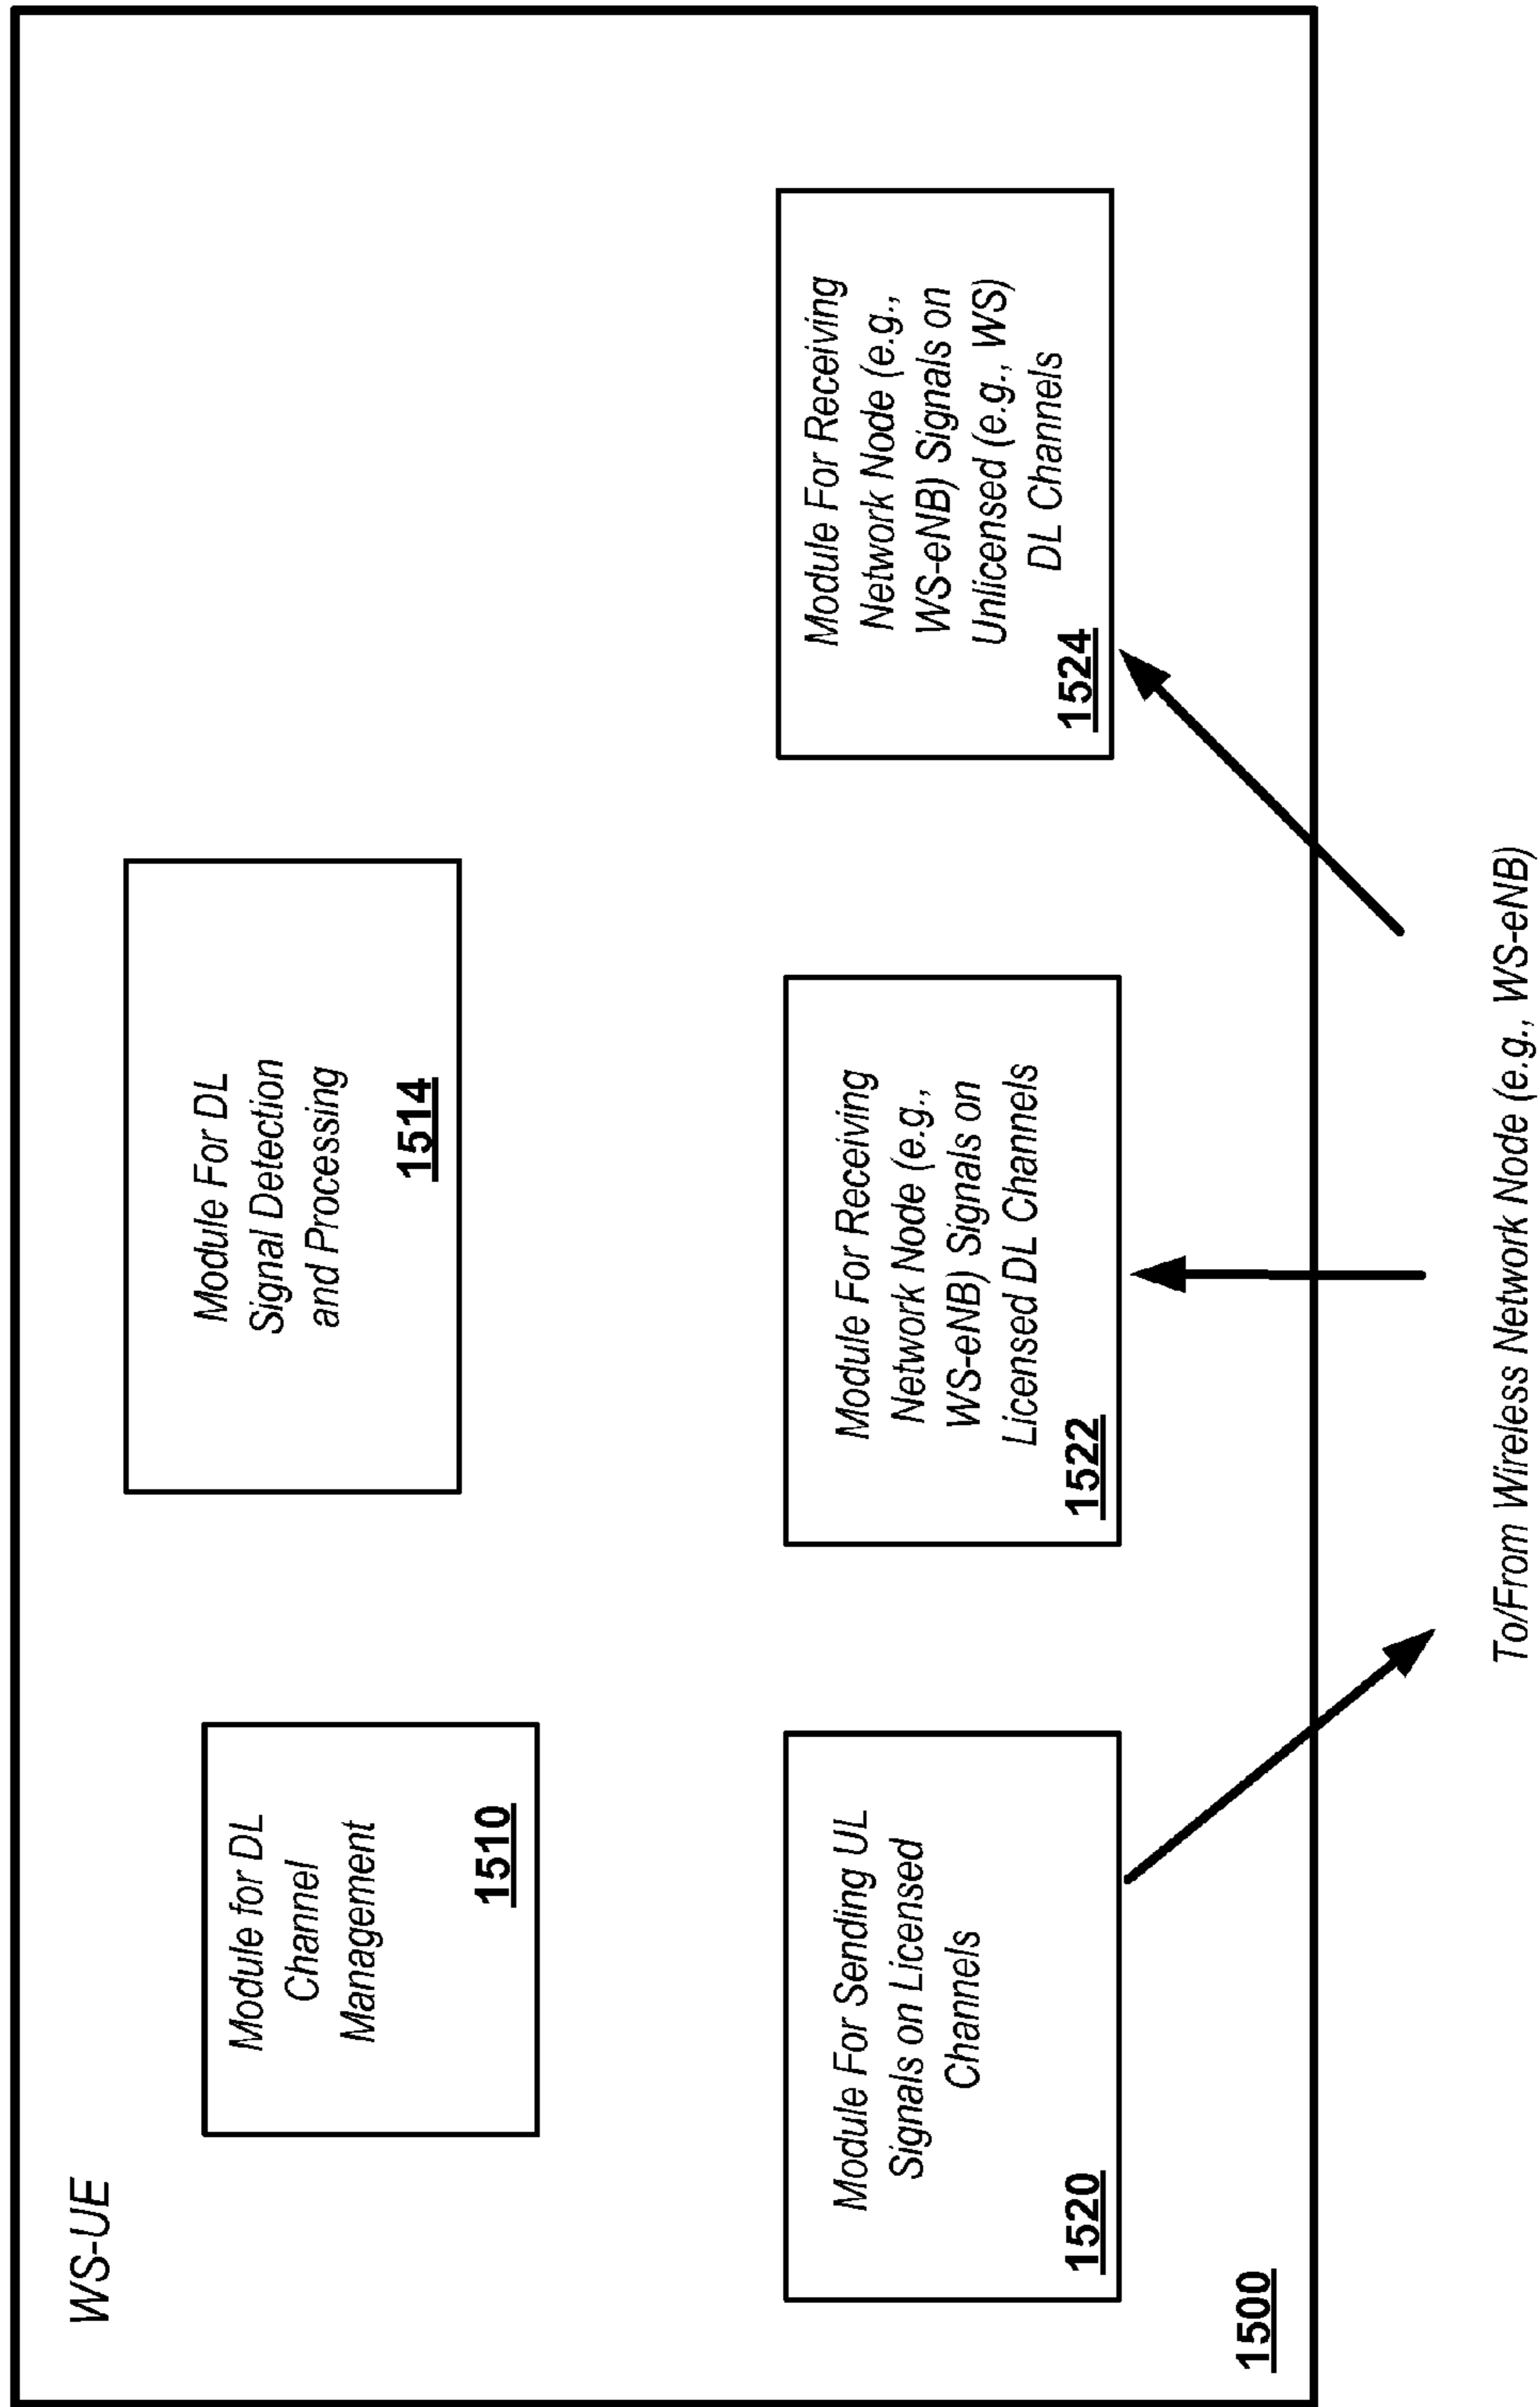 WS-UE
Module for DL
Channel
Management
1510
Module For DL
Signal Detection
and Processing
1514
Module For Sending UL
Signals on Licensed
Channels
1520
Module For Receiving
Network Node (e.g.,
WS-eNB) Signals on
Licensed DL Channels
1522
Module For Receiving
Network Node (e.g.,
WS-eNB) Signals on
Unlicensed (e.g., WS)
DL Channels
1524
1500
To/From Wireless Network Node (e.g., WS-eNB)